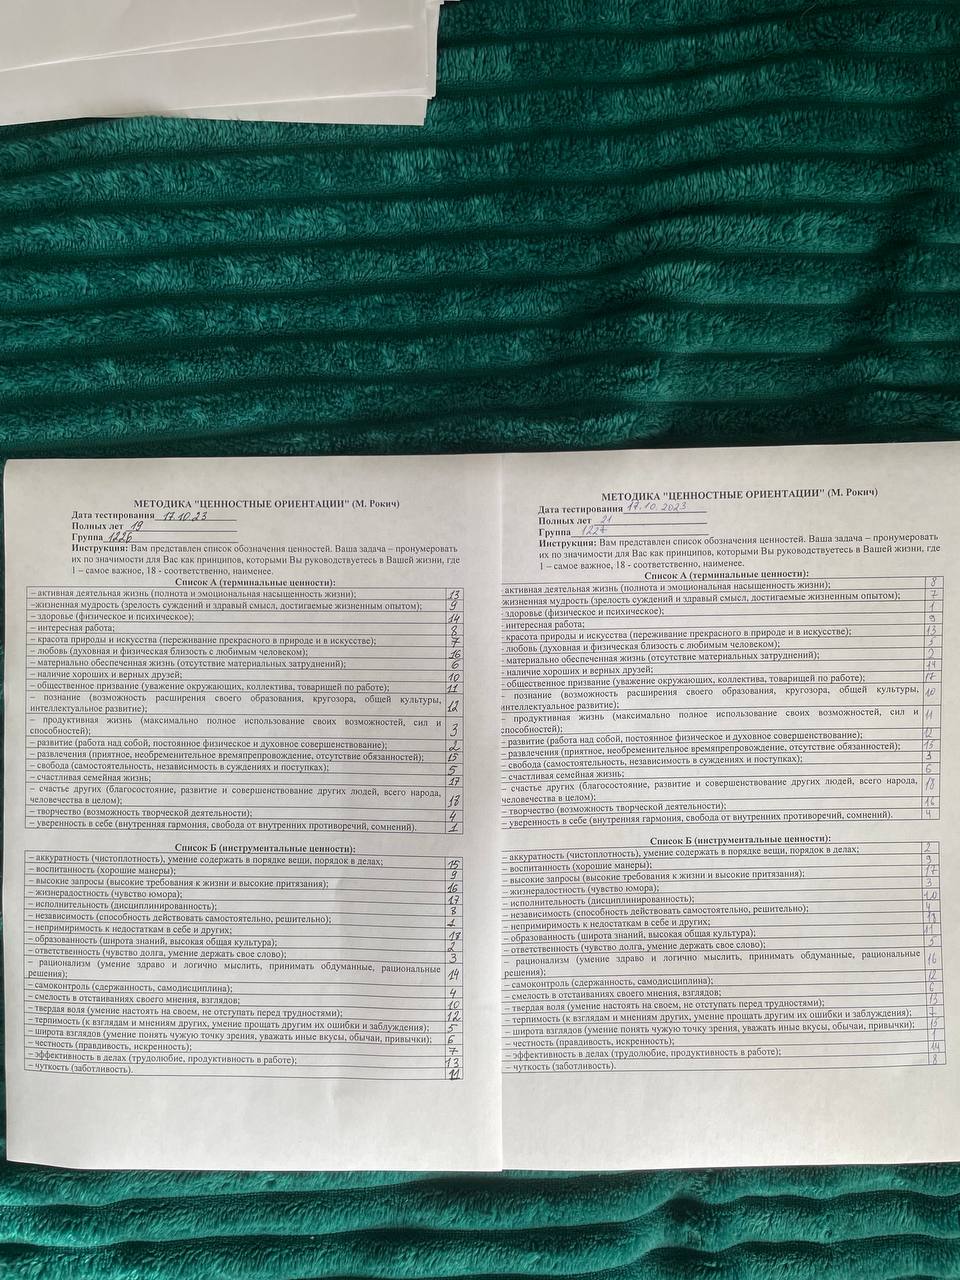 МЕТОДИКА "ЦЕННОСТНЫЕ ОРИЕНТАЦИИ" (М. Рокич)
Дата тестирования 17.10.23
Полных лет 19
Группа 1226
Инструкция: Вам представлен список обозначения ценностей. Ваша задача – пронумеровать
их по значимости для Вас как принципов, которыми Вы руководствуетесь в Вашей жизни, где
1 – самое важное, 18 - соответственно, наименее.
Список А (терминальные ценности):
– активная деятельная жизнь (полнота и эмоциональная насыщенность жизни); 13
–жизненная мудрость (зрелость суждений и здравый смысл, достигаемые жизненным опытом); 9
– здоровье (физическое и психическое); 14
– интересная работа; 8
– красота природы и искусства (переживание прекрасного в природе и в искусстве); 7
– любовь (духовная и физическая близость с любимым человеком); 16
– материально обеспеченная жизнь (отсутствие материальных затруднений); 6
– наличие хороших и верных друзей; 10
– общественное призвание (уважение окружающих, коллектива, товарищей по работе); 11
– познание (возможность расширения своего образования, кругозора, общей культуры,
интеллектуальное развитие); 12
– продуктивная жизнь (максимально полное использование своих возможностей, сил и
способностей); 3
– развитие (работа над собой, постоянное физическое и духовное совершенствование); 2
– развлечения (приятное, необременительное времяпрепровождение, отсутствие обязанностей); 15
– свобода (самостоятельность, независимость в суждениях и поступках); 5
– счастливая семейная жизнь; 17
– счастье других (благосостояние, развитие и совершенствование других людей, всего народа,
человечества в целом); 18
– творчество (возможность творческой деятельности); 4
– уверенность в себе (внутренняя гармония, свобода от внутренних противоречий, сомнений). 1
Список Б (инструментальные ценности):
– аккуратность (чистоплотность), умение содержать в порядке вещи, порядок в делах; 15
– воспитанность (хорошие манеры); 9
– высокие запросы (высокие требования к жизни и высокие притязания); 16
– жизнерадостность (чувство юмора); 17
– исполнительность (дисциплинированность); 8
– независимость (способность действовать самостоятельно, решительно); 1
– непримиримость к недостаткам в себе и других; 18
– образованность (широта знаний, высокая общая культура); 2
– ответственность (чувство долга, умение держать свое слово); 3
– рационализм (умение здраво и логично мыслить, принимать обдуманные, рациональные
решения); 14
– самоконтроль (сдержанность, самодисциплина); 4
– смелость в отстаиваниях своего мнения, взглядов; 10
– твердая воля (умение настоять на своем, не отступать перед трудностями); 12
– терпимость (к взглядам и мнениям других, умение прощать другим их ошибки и заблуждения); 5
– широта взглядов (умение понять чужую точку зрения, уважать иные вкусы, обычаи, привычки); 6
– честность (правдивость, искренность); 7
– эффективность в делах (трудолюбие, продуктивность в работе); 13
– чуткость (заботливость). 11
МЕТОДИКА "ЦЕННОСТНЫЕ ОРИЕНТАЦИИ" (М. Рокич)
Дата тестирования 17.10.2023
Полных лет 21
Группа 1227
Инструкция: Вам представлен список обозначения ценностей. Ваша задача – пронумеровать
их по значимости для Вас как принципов, которыми Вы руководствуетесь в Вашей жизни, где
1 – самое важное, 18 - соответственно, наименее.
Список А (терминальные ценности):
активная деятельная жизнь (полнота и эмоциональная насыщенность жизни); 8
жизненная мудрость (зрелость суждений и здравый смысл, достигаемые жизненным опытом); 7
здоровье (физическое и психическое); 1
- интересная работа; 9
- красота природы и искусства (переживание прекрасного в природе и в искусстве); 13
- любовь (духовная и физическая близость с любимым человеком); 5
- материально обеспеченная жизнь (отсутствие материальных затруднений); 2
- наличие хороших и верных друзей; 14
- общественное призвание (уважение окружающих, коллектива, товарищей по работе); 17
- познание (возможность расширения своего образования, кругозора, общей культуры,
интеллектуальное развитие); 10
- продуктивная жизнь (максимально полное использование своих возможностей, сил и
способностей); 11
- развитие (работа над собой, постоянное физическое и духовное совершенствование); 12
- развлечения (приятное, необременительное времяпрепровождение, отсутствие обязанностей); 15
- свобода (самостоятельность, независимость в суждениях и поступках); 3
– счастливая семейная жизнь; 6
– счастье других (благосостояние, развитие и совершенствование других людей, всего народа,
человечества в целом); 18
– творчество (возможность творческой деятельности); 16
– уверенность в себе (внутренняя гармония, свобода от внутренних противоречий, сомнений). 4
Список Б (инструментальные ценности):
– аккуратность (чистоплотность), умение содержать в порядке вещи, порядок в делах; 2
– воспитанность (хорошие манеры); 9
– высокие запросы (высокие требования к жизни и высокие притязания); 17
– жизнерадостность (чувство юмора); 3
– исполнительность (дисциплинированность); 10
– независимость (способность действовать самостоятельно, решительно); 4
– непримиримость к недостаткам в себе и других; 18
– образованность (широта знаний, высокая общая культура); 11
– ответственность (чувство долга, умение держать свое слово); 5
– рационализм (умение здраво и логично мыслить, принимать обдуманные, рациональные
решения); 16
– самоконтроль (сдержанность, самодисциплина); 12
– смелость в отстаиваниях своего мнения, взглядов; 6
– твердая воля (умение настоять на своем, не отступать перед трудностями); 13
– терпимость (к взглядам и мнениям других, умение прощать другим их ошибки и заблуждения); 7
– широта взглядов (умение понять чужую точку зрения, уважать иные вкусы, обычаи, привычки); 15
– честность (правдивость, искренность); 1
– эффективность в делах (трудолюбие, продуктивность в работе); 14
– чуткость (заботливость). 8